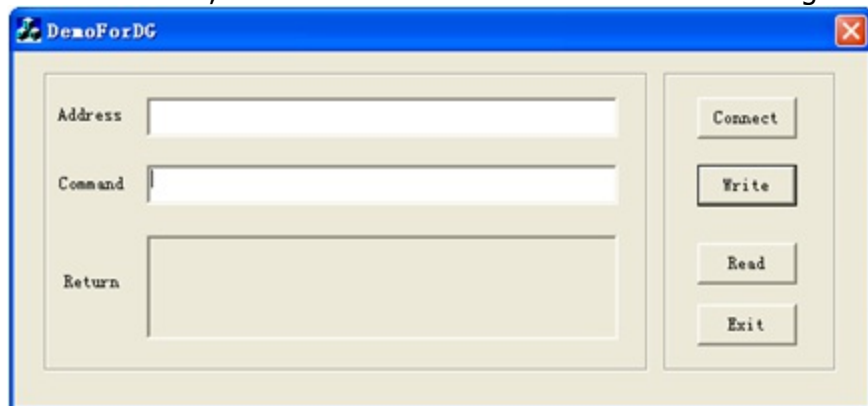 DemoForDG
Address
Connect
Command
Write
Return
Read
Exit